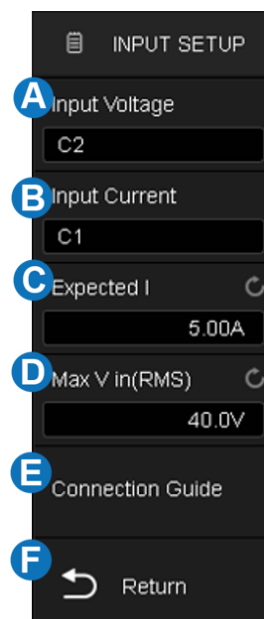 INPUT SETUP
A
Input Voltage
C2
B
Input Current
C1
C
Expected I
5.00A
D
Max V in(RMS)
40.0V
E
Connection Guide
F
Return